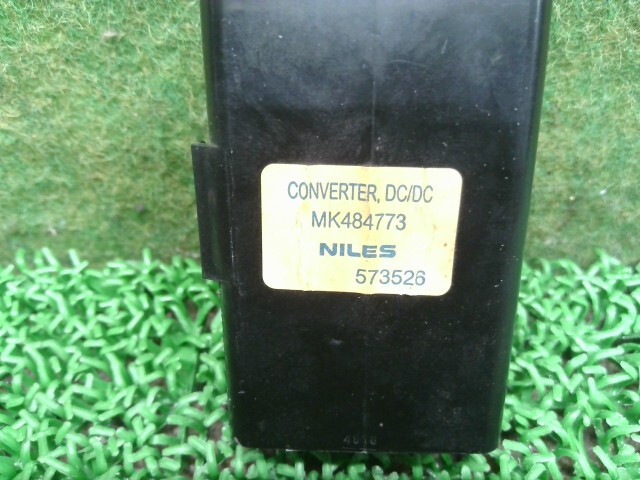 CONVERTER, DC/DC
MK484773
NILES
573526